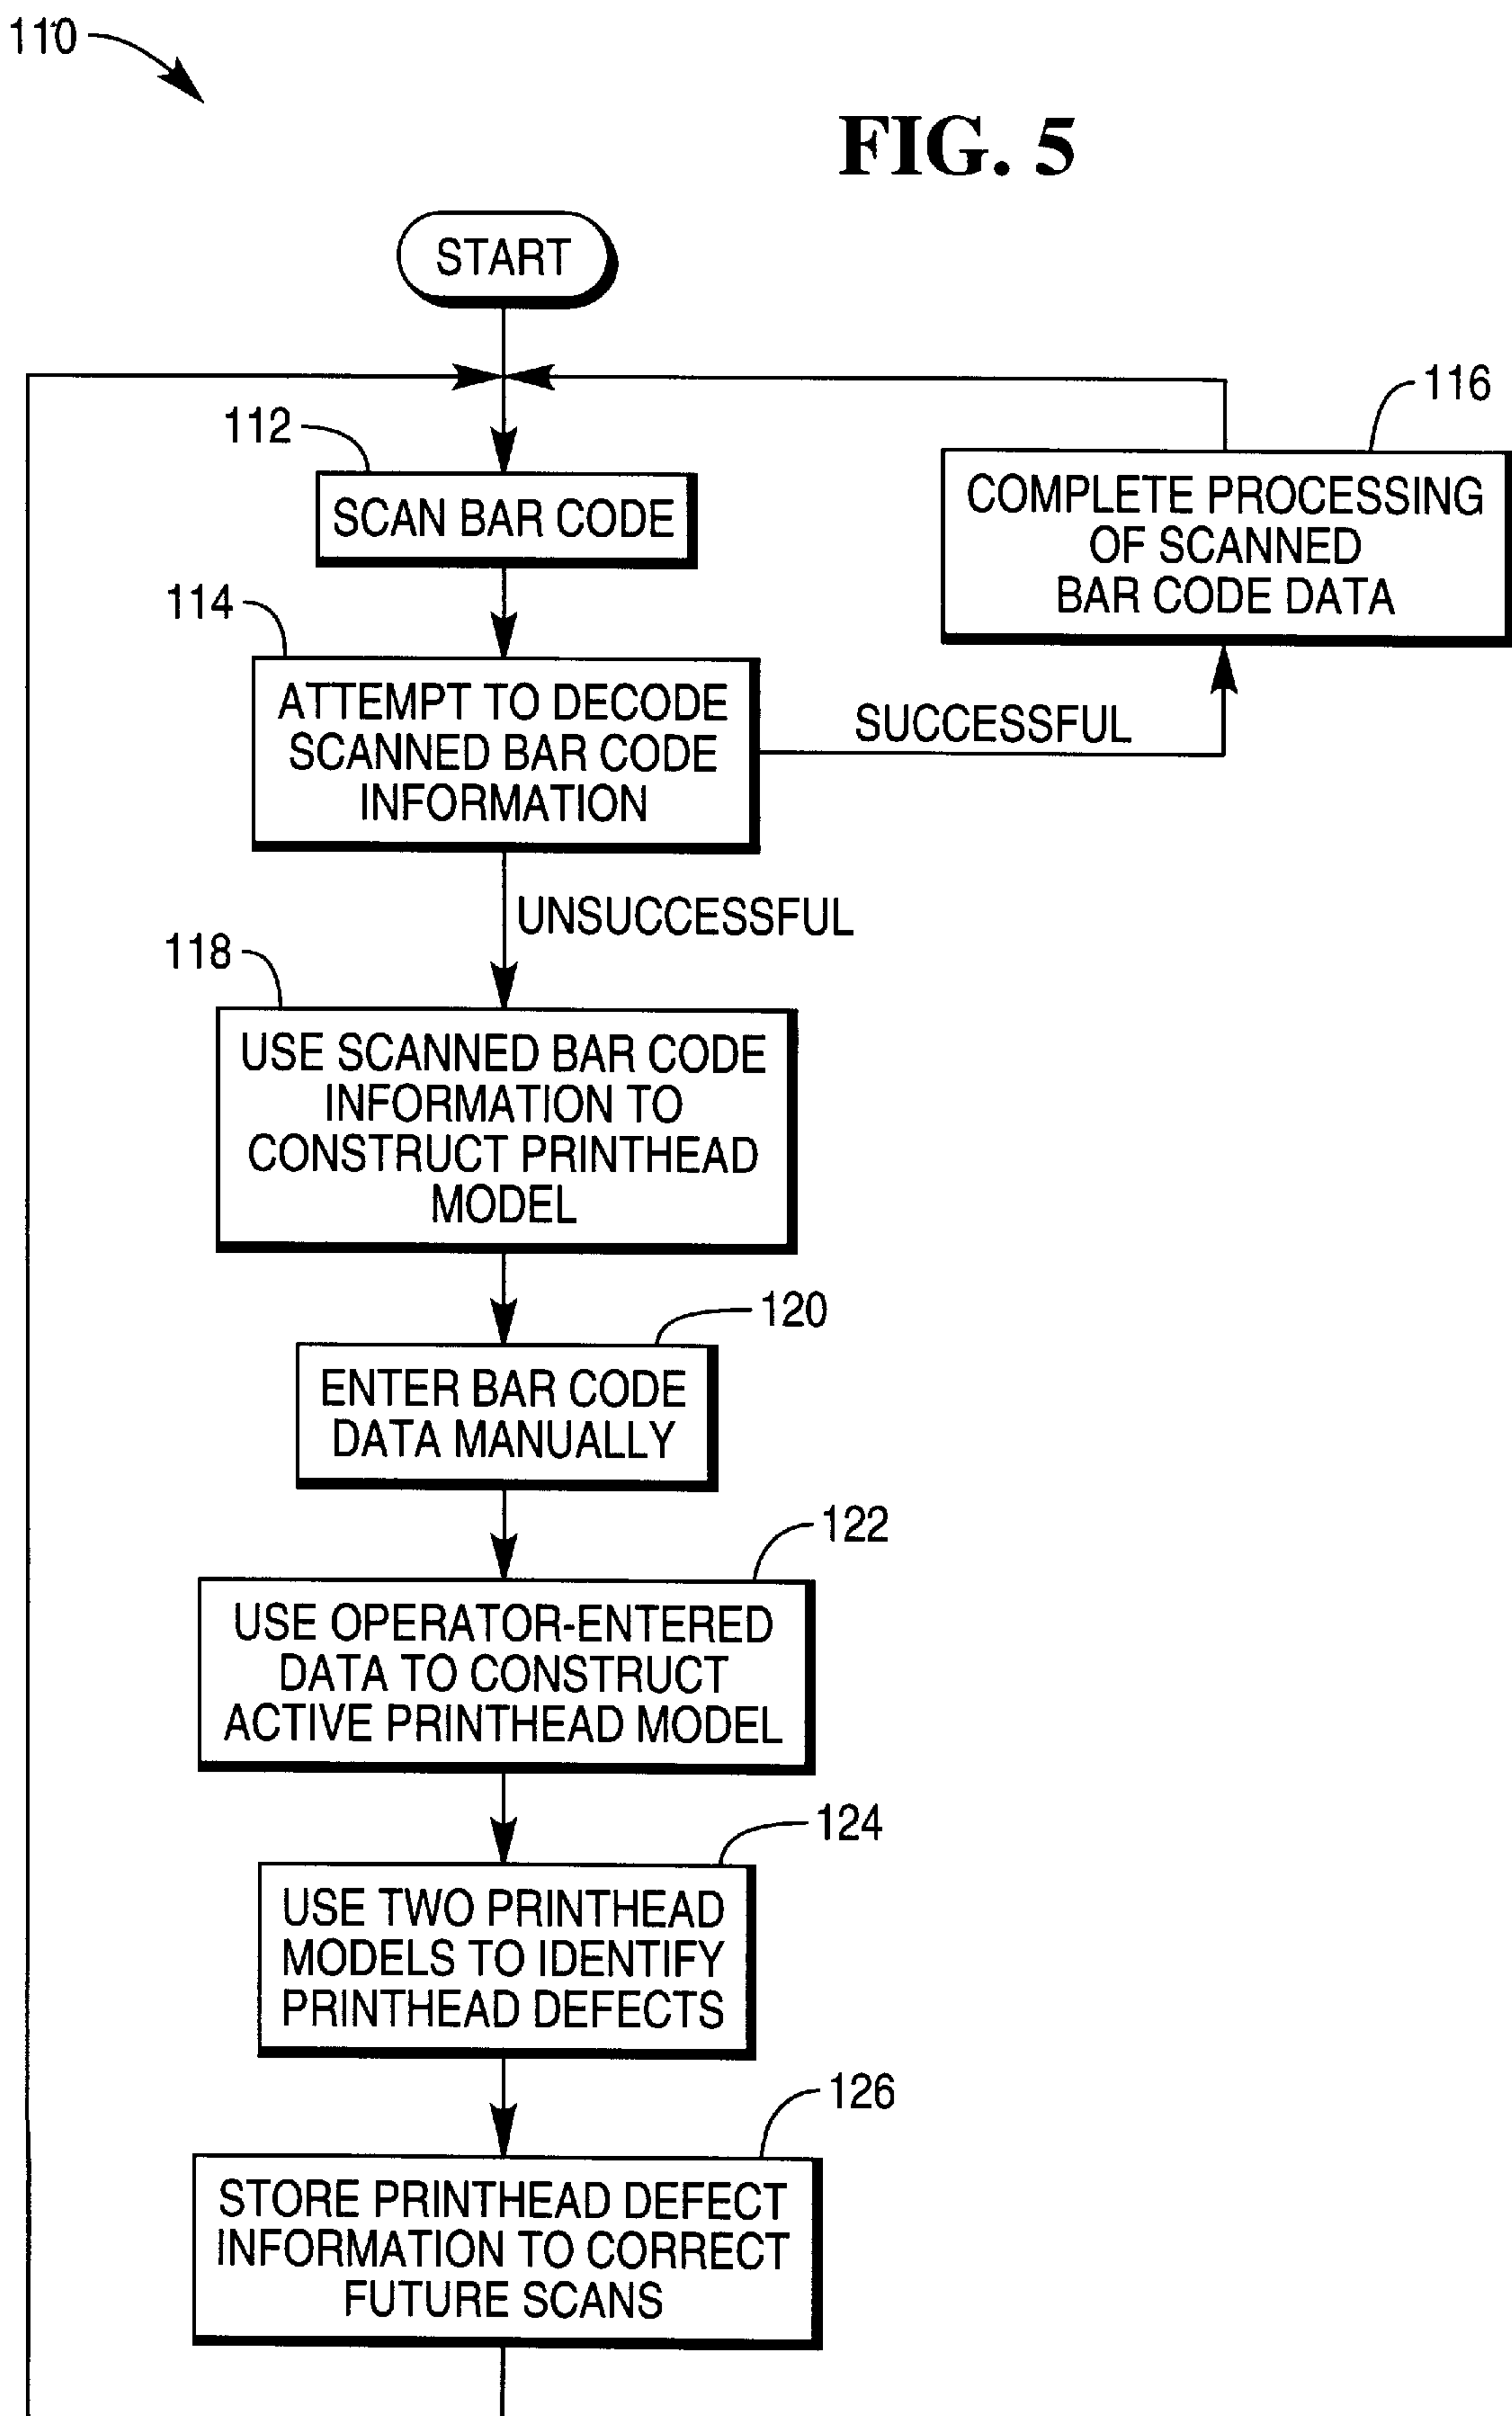 110
FIG. 5
START
112
SCAN BAR CODE
116
COMPLETE PROCESSING
OF SCANNED
BAR CODE DATA
114
ATTEMPT TO DECODE
SCANNED BAR CODE
INFORMATION
SUCCESSFUL
UNSUCCESSFUL
118
USE SCANNED BAR CODE
INFORMATION TO
CONSTRUCT PRINTHEAD
MODEL
120
ENTER BAR CODE
DATA MANUALLY
122
USE OPERATOR-ENTERED
DATA TO CONSTRUCT
ACTIVE PRINTHEAD MODEL
124
USE TWO PRINTHEAD
MODELS TO IDENTIFY
PRINTHEAD DEFECTS
126
STORE PRINTHEAD DEFECT
INFORMATION TO CORRECT
FUTURE SCANS